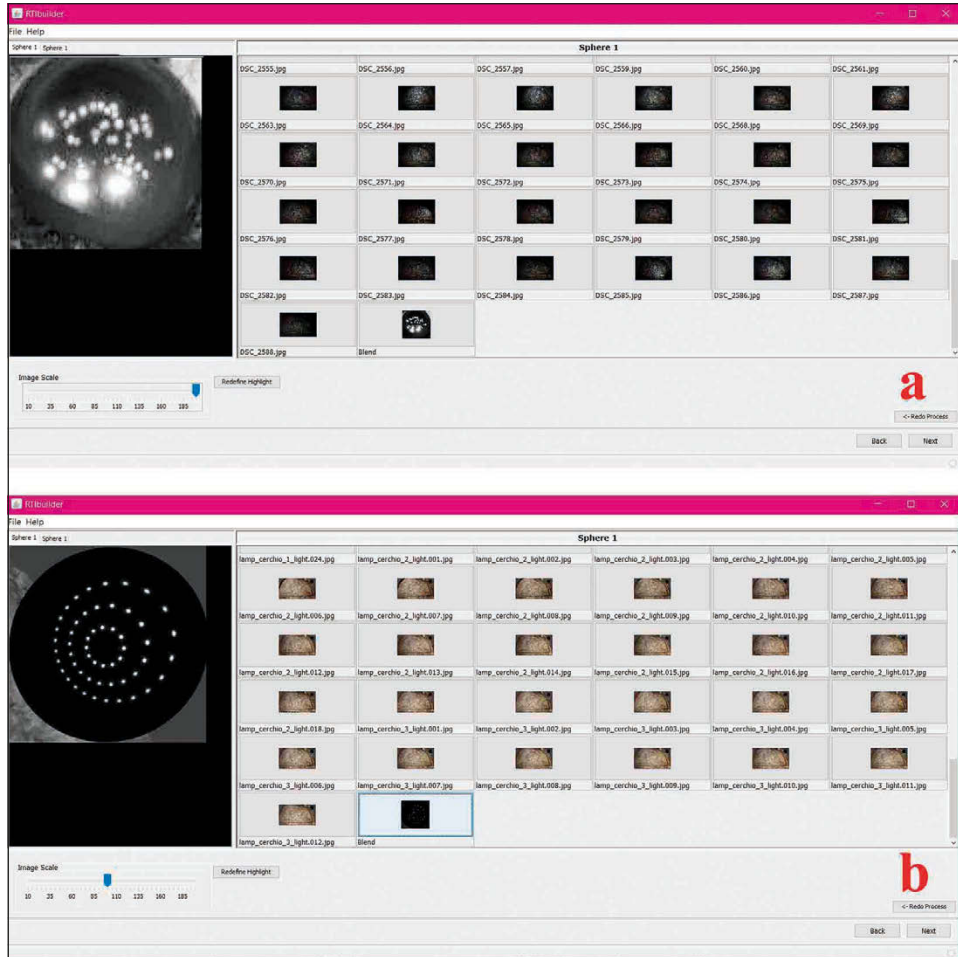 RTIbuilder
File Help
Sphere 1 Sphere 1
Sphere 1
DSC_2555.jpg DSC_2556.jpg DSC_2557.jpg DSC_2559.jpg DSC_2560.jpg DSC_2561.jpg
DSC_2563.jpg DSC_2564.jpg DSC_2565.jpg DSC_2566.jpg DSC_2568.jpg DSC_2569.jpg
DSC_2570.jpg DSC_2571.jpg DSC_2572.jpg DSC_2573.jpg DSC_2574.jpg DSC_2575.jpg
DSC_2576.jpg DSC_2577.jpg DSC_2578.jpg DSC_2579.jpg DSC_2580.jpg DSC_2581.jpg
DSC_2582.jpg DSC_2583.jpg DSC_2584.jpg DSC_2585.jpg DSC_2586.jpg DSC_2587.jpg
DSC_2588.jpg Blend
Image Scale
Redefine Highlight
10 35 60 85 110 135 160 185
a
<- Redo Process
Back Next
RTIbuilder
File Help
Sphere 1 Sphere 1
Sphere 1
lamp_cerchio_1_light.024.jpg lamp_cerchio_2_light.001.jpg lamp_cerchio_2_light.002.jpg lamp_cerchio_2_light.003.jpg lamp_cerchio_2_light.004.jpg lamp_cerchio_2_light.005.jpg
lamp_cerchio_2_light.006.jpg lamp_cerchio_2_light.007.jpg lamp_cerchio_2_light.008.jpg lamp_cerchio_2_light.009.jpg lamp_cerchio_2_light.010.jpg lamp_cerchio_2_light.011.jpg
lamp_cerchio_2_light.012.jpg lamp_cerchio_2_light.013.jpg lamp_cerchio_2_light.014.jpg lamp_cerchio_2_light.015.jpg lamp_cerchio_2_light.016.jpg lamp_cerchio_2_light.017.jpg
lamp_cerchio_2_light.018.jpg lamp_cerchio_3_light.001.jpg lamp_cerchio_3_light.002.jpg lamp_cerchio_3_light.003.jpg lamp_cerchio_3_light.004.jpg lamp_cerchio_3_light.005.jpg
lamp_cerchio_3_light.006.jpg lamp_cerchio_3_light.007.jpg lamp_cerchio_3_light.008.jpg lamp_cerchio_3_light.009.jpg lamp_cerchio_3_light.010.jpg lamp_cerchio_3_light.011.jpg
lamp_cerchio_3_light.012.jpg Blend
Image Scale
Redefine Highlight
10 35 60 85 110 135 160 185
b
<- Redo Process
Back Next